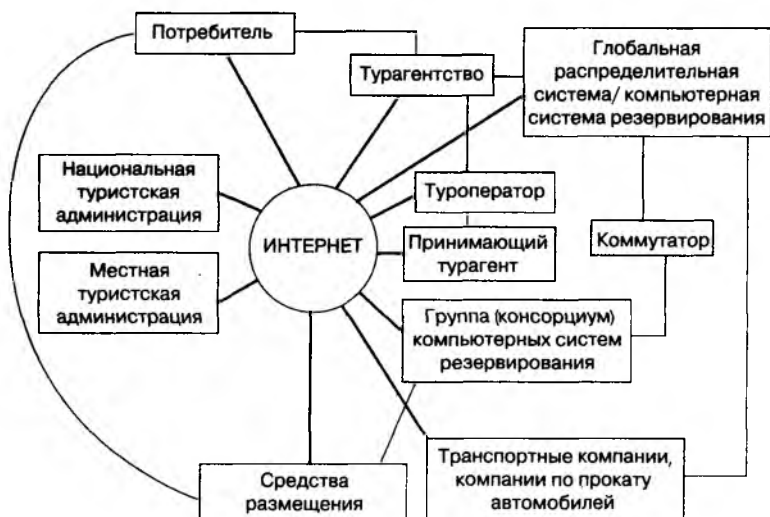 Потребитель
Турагентство
Глобальная
распределительная
система/ компьютерная
система резервирования
Национальная
туристская
администрация
Туроператор
ИНТЕРНЕТ
Принимающий
турагент
Коммутатор
Местная
туристская
администрация
Группа (консорциум)
компьютерных систем
резервирования
Средства
размещения
Транспортные компании,
компании по прокату
автомобилей